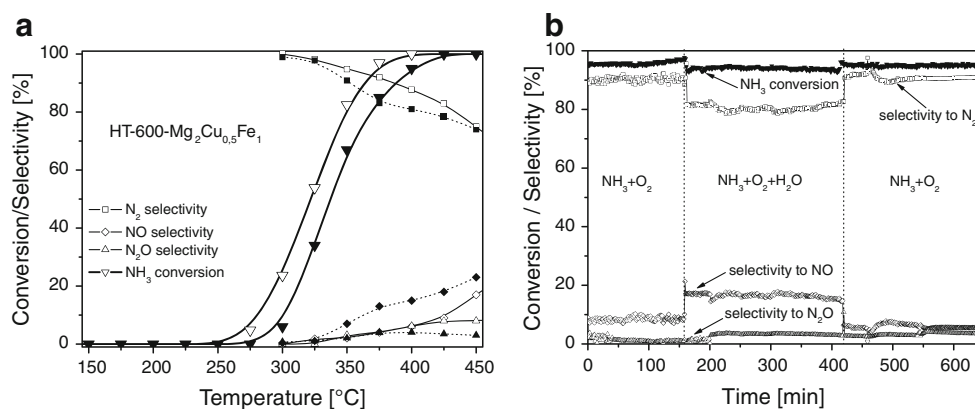 a
Conversion/Selectivity [%]
100
80
60
40
20
0
HT-600-Mg₂Cu₀,₅Fe₁
N₂ selectivity
NO selectivity
N₂O selectivity
NH₃ conversion
150 200 250 300 350 400 450
Temperature [°C]
b
Conversion / Selectivity [%]
100
80
60
40
20
0
NH₃ conversion
selectivity to N₂
NH₃+O₂
NH₃+O₂+H₂O
NH₃+O₂
selectivity to NO
selectivity to N₂O
0 100 200 300 400 500 600
Time [min]